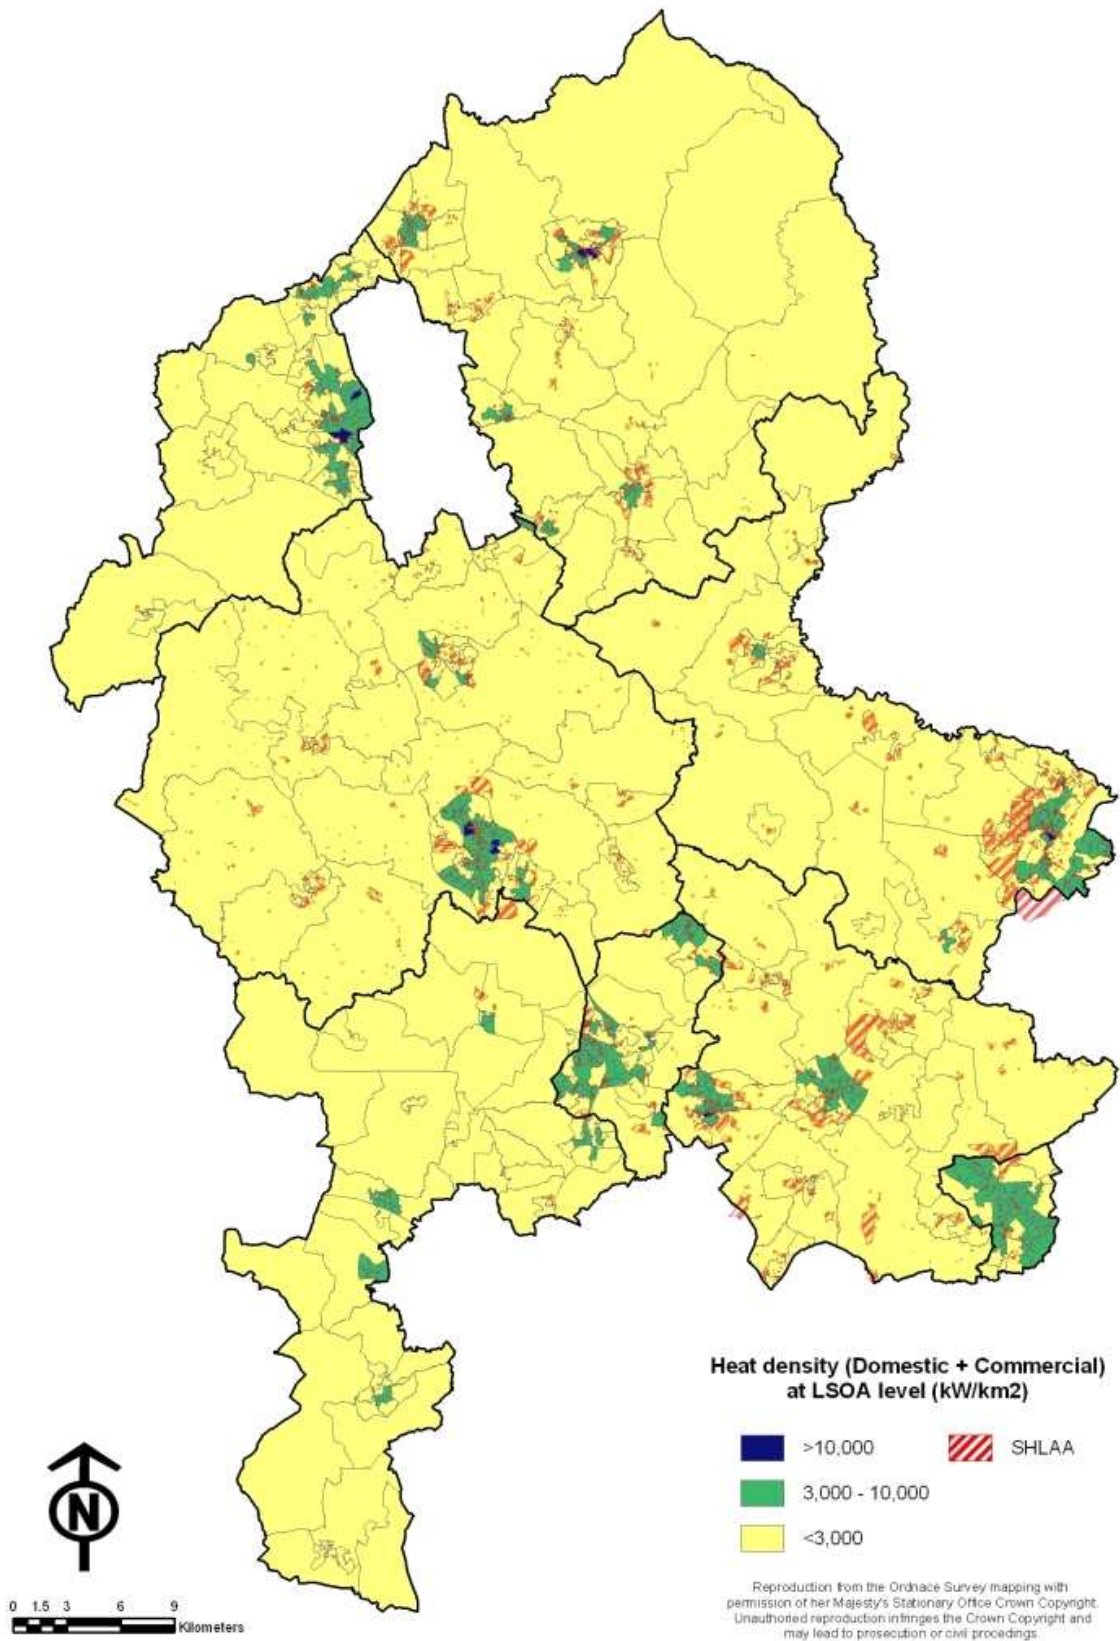 Heat density (Domestic + Commercial)
at LSOA level (kW/km2)
>10,000
SHLAA
3,000 - 10,000
<3,000
N
0 1.5 3 6 9
Kilometers
Reproduction from the Ordnace Survey mapping with
permission of her Majesty's Stationary Office Crown Copyright.
Unauthoried reproduction infringes the Crown Copyright and
may lead to prosecution or civil procedings.